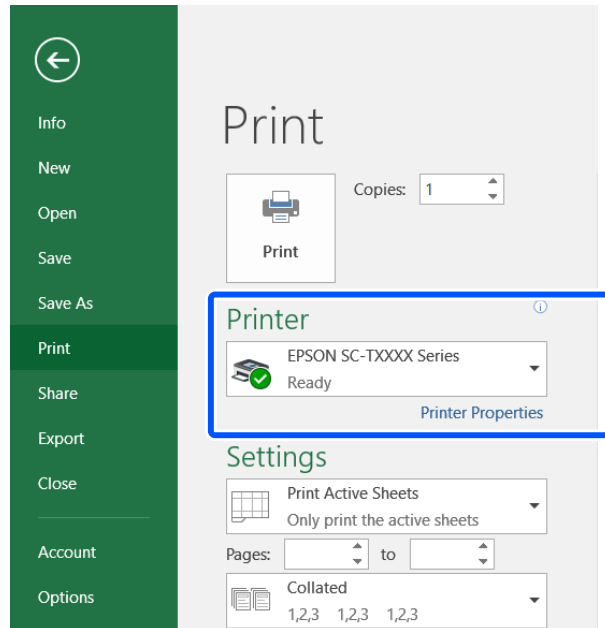 Info
New
Open
Save
Save As
Print
Share
Export
Close
Account
Options
Print
Copies: 1
Print
Printer
EPSON SC-TXXXX Series
Ready
Printer Properties
Settings
Print Active Sheets
Only print the active sheets
Pages: to
Collated
1,2,3 1,2,3 1,2,3